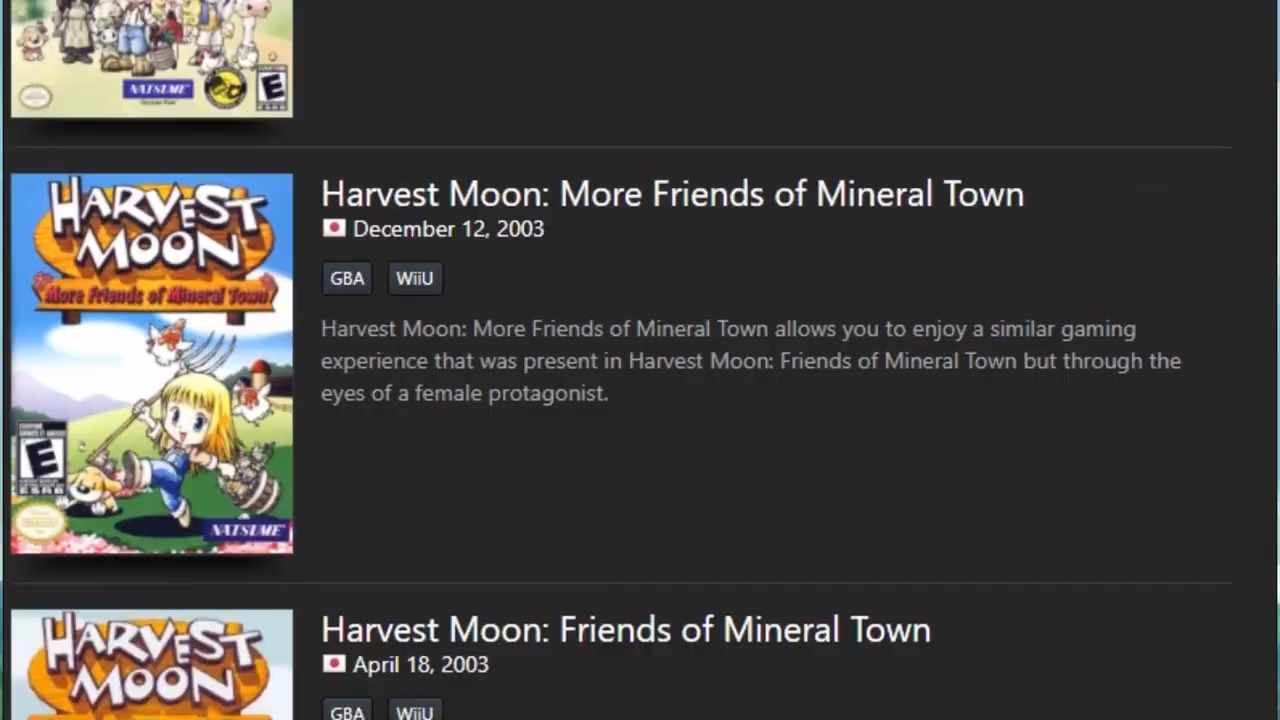 NATSUME
E
HARVEST
MOON
More Friends of Mineral Town
E
ESRB
NATSUME
Harvest Moon: More Friends of Mineral Town
December 12, 2003
GBA WiiU
Harvest Moon: More Friends of Mineral Town allows you to enjoy a similar gaming
experience that was present in Harvest Moon: Friends of Mineral Town but through the
eyes of a female protagonist.
HARVEST
MOON
Harvest Moon: Friends of Mineral Town
April 18, 2003
GBA WiiU